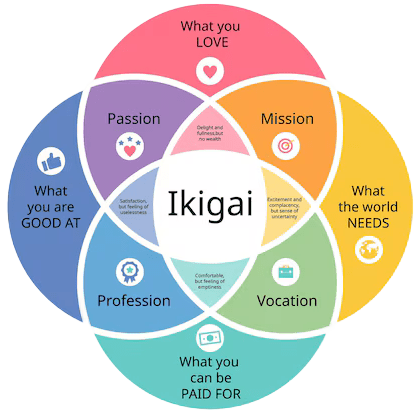 What you
LOVE
Passion
Mission
Delight and
fullness,but
no wealth
What
you are
GOOD AT
Satisfaction,
but feeling of
uselessness
Ikigai
Excitement and
complacency,
but sense of
uncertainty
What
the world
NEEDS
Comfortable,
but feeling of
emptiness
Profession
Vocation
What you
can be
PAID FOR